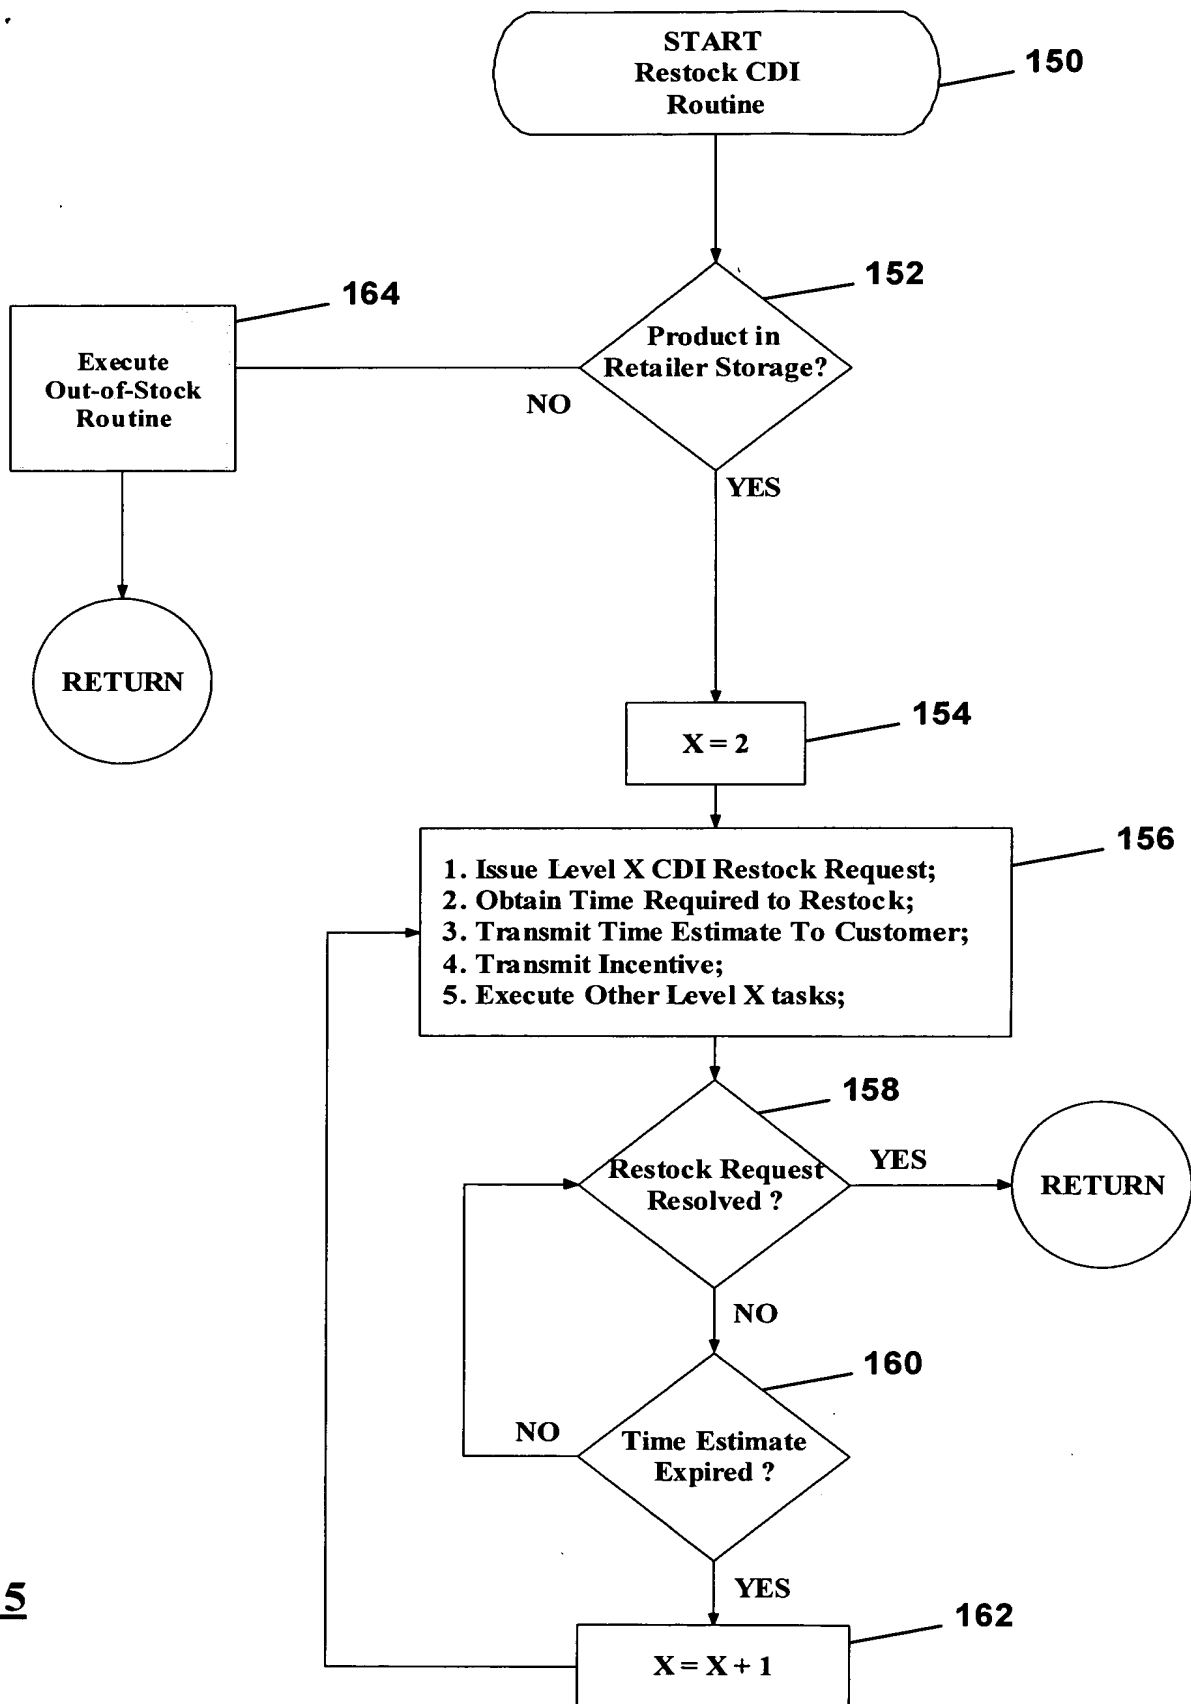 START
Restock CDI
Routine
150
152
164
Product in
Retailer Storage?
Execute
Out-of-Stock
Routine
NO
YES
RETURN
154
X = 2
156
1. Issue Level X CDI Restock Request;
2. Obtain Time Required to Restock;
3. Transmit Time Estimate To Customer;
4. Transmit Incentive;
5. Execute Other Level X tasks;
158
Restock Request
Resolved ?
YES
RETURN
NO
160
Time Estimate
Expired ?
NO
YES
5
162
X = X + 1